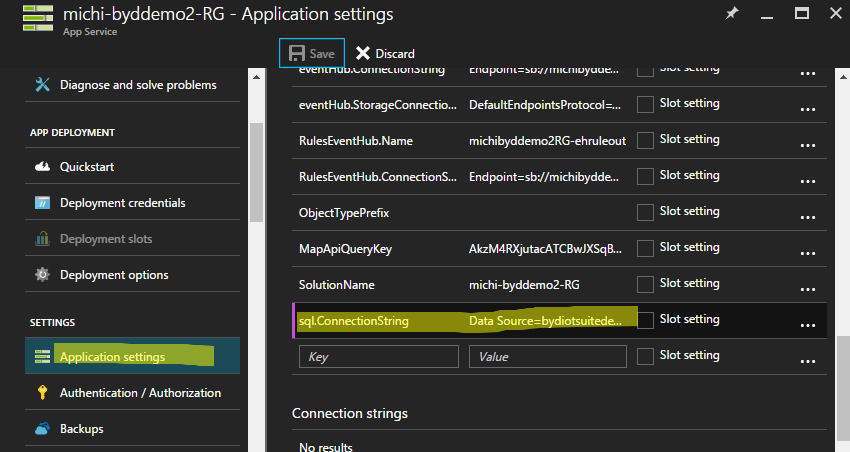 michi-byddemo2-RG - Application settings
App Service
Save Discard
Diagnose and solve problems
APP DEPLOYMENT
Quickstart
Deployment credentials
Deployment slots
Deployment options
SETTINGS
Application settings
Authentication / Authorization
Backups
eventHub.ConnectionString Endpoint=sb://michibydde... Slot setting ...
eventHub.StorageConnectio... DefaultEndpointsProtocol=... Slot setting ...
RulesEventHub.Name michibyddemo2RG-ehruleout Slot setting ...
RulesEventHub.ConnectionS... Endpoint=sb://michibydde... Slot setting ...
ObjectTypePrefix Slot setting ...
MapApiQueryKey AkzM4RXjutacATCBwJXSqB... Slot setting ...
SolutionName michi-byddemo2-RG Slot setting ...
sql.ConnectionString Data Source=bydiotsuitede... Slot setting ...
Key Value Slot setting ...
Connection strings
No results